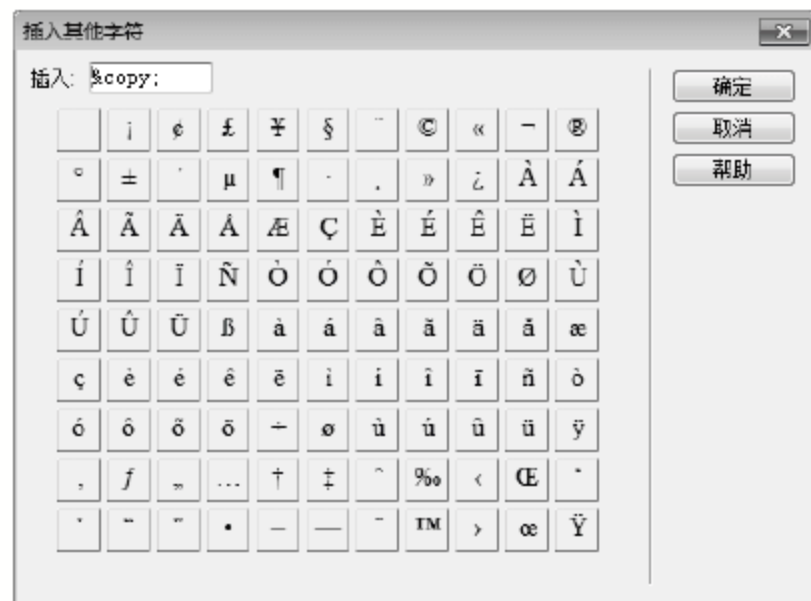 插入其他字符
插入: &copy;
确定
取消
帮助
¡ ¢ £ ¥ § ¨ © « ¬ ®
° ± ´ µ ¶ · ¸ » ¿ À Á
Â Ã Ä Å Æ Ç È É Ê Ë Ì
Í Î Ï Ñ Ò Ó Ô Õ Ö Ø Ù
Ú Û Ü ß à á â ã ä å æ
ç è é ê ë ì í î ï ñ ò
ó ô õ ö ÷ ø ù ú û ü ÿ
‚ ƒ „ … † ‡ ˆ ‰ ‹ Œ
• – — ˜ ™ › œ Ÿ